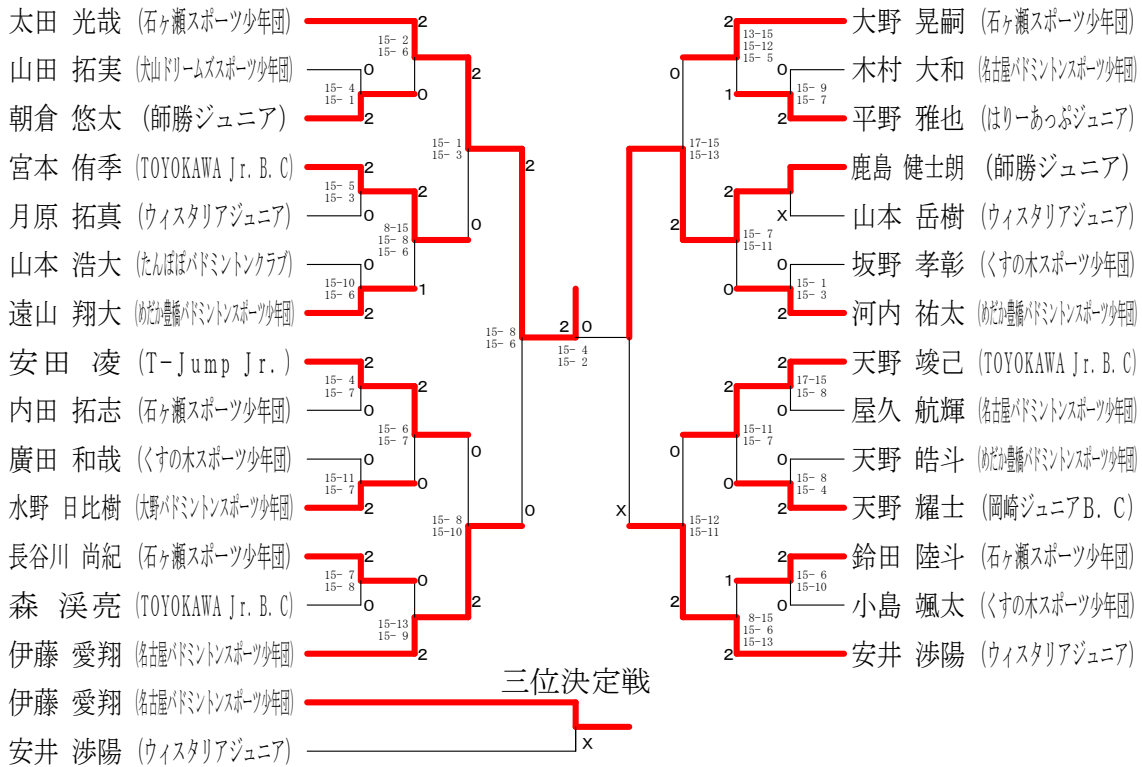 太田 光哉 (石ヶ瀬スポーツ少年団) 2
15- 2
15- 6
2
山田 拓実 (犬山ドリームズスポーツ少年団) 0
15- 4
15- 1
0
朝倉 悠太 (師勝ジュニア) 2
15- 1
15- 3
2
宮本 侑季 (TOYOKAWA Jr. B. C) 2
15- 5
15- 3
2
月原 拓真 (ウィスタリアジュニア) 0
8-15
15- 8
15- 6
0
山本 浩大 (たんぽぽバドミントンクラブ) 0
15-10
15- 6
1
遠山 翔大 (めだか豊橋バドミントンスポーツ少年団) 2
15- 8
15- 6
2 0
15- 4
15- 2
安田 凌 (T-Jump Jr.) 2
15- 4
15- 7
2
内田 拓志 (石ヶ瀬スポーツ少年団) 0
15- 6
15- 7
0
廣田 和哉 (くすの木スポーツ少年団) 0
15-11
15- 7
0
水野 日比樹 (大野バドミントンスポーツ少年団) 2
15- 8
15-10
0
長谷川 尚紀 (石ヶ瀬スポーツ少年団) 2
15- 7
15- 8
0
森 渓亮 (TOYOKAWA Jr. B. C) 0
15-13
15- 9
2
伊藤 愛翔 (名古屋バドミントンスポーツ少年団) 2
2 大野 晃嗣 (石ヶ瀬スポーツ少年団)
13-15
15-12
15- 5
0
0 木村 大和 (名古屋バドミントンスポーツ少年団)
15- 9
15- 7
1
2 平野 雅也 (はりーあっぷジュニア)
17-15
15-13
鹿島 健士朗 (師勝ジュニア)
2
X 山本 岳樹 (ウィスタリアジュニア)
15- 7
15-11
2
0 坂野 孝彰 (くすの木スポーツ少年団)
15- 1
15- 3
0
2 河内 祐太 (めだか豊橋バドミントンスポーツ少年団)
2 天野 竣己 (TOYOKAWA Jr. B. C)
17-15
15- 8
2
0 屋久 航輝 (名古屋バドミントンスポーツ少年団)
15-11
15- 7
0
0 天野 皓斗 (めだか豊橋バドミントンスポーツ少年団)
15- 8
15- 4
0
2 天野 耀士 (岡崎ジュニアB. C)
X
15-12
15-11
2 鈴田 陸斗 (石ヶ瀬スポーツ少年団)
15- 6
15-10
1
0 小島 颯太 (くすの木スポーツ少年団)
8-15
15- 6
15-13
2
2 安井 渉陽 (ウィスタリアジュニア)
三位決定戦
伊藤 愛翔 (名古屋バドミントンスポーツ少年団)
安井 渉陽 (ウィスタリアジュニア) X